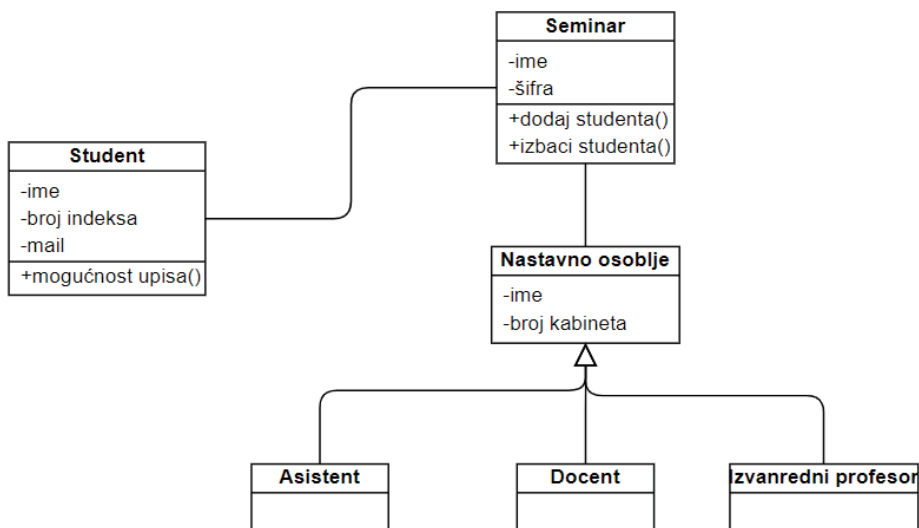 Seminar
-ime
-šifra
+dodaj studenta()
+izbaci studenta()
Student
-ime
-broj indeksa
-mail
+mogućnost upisa()
Nastavno osoblje
-ime
-broj kabineta
Asistent
Docent
Izvanredni profesor